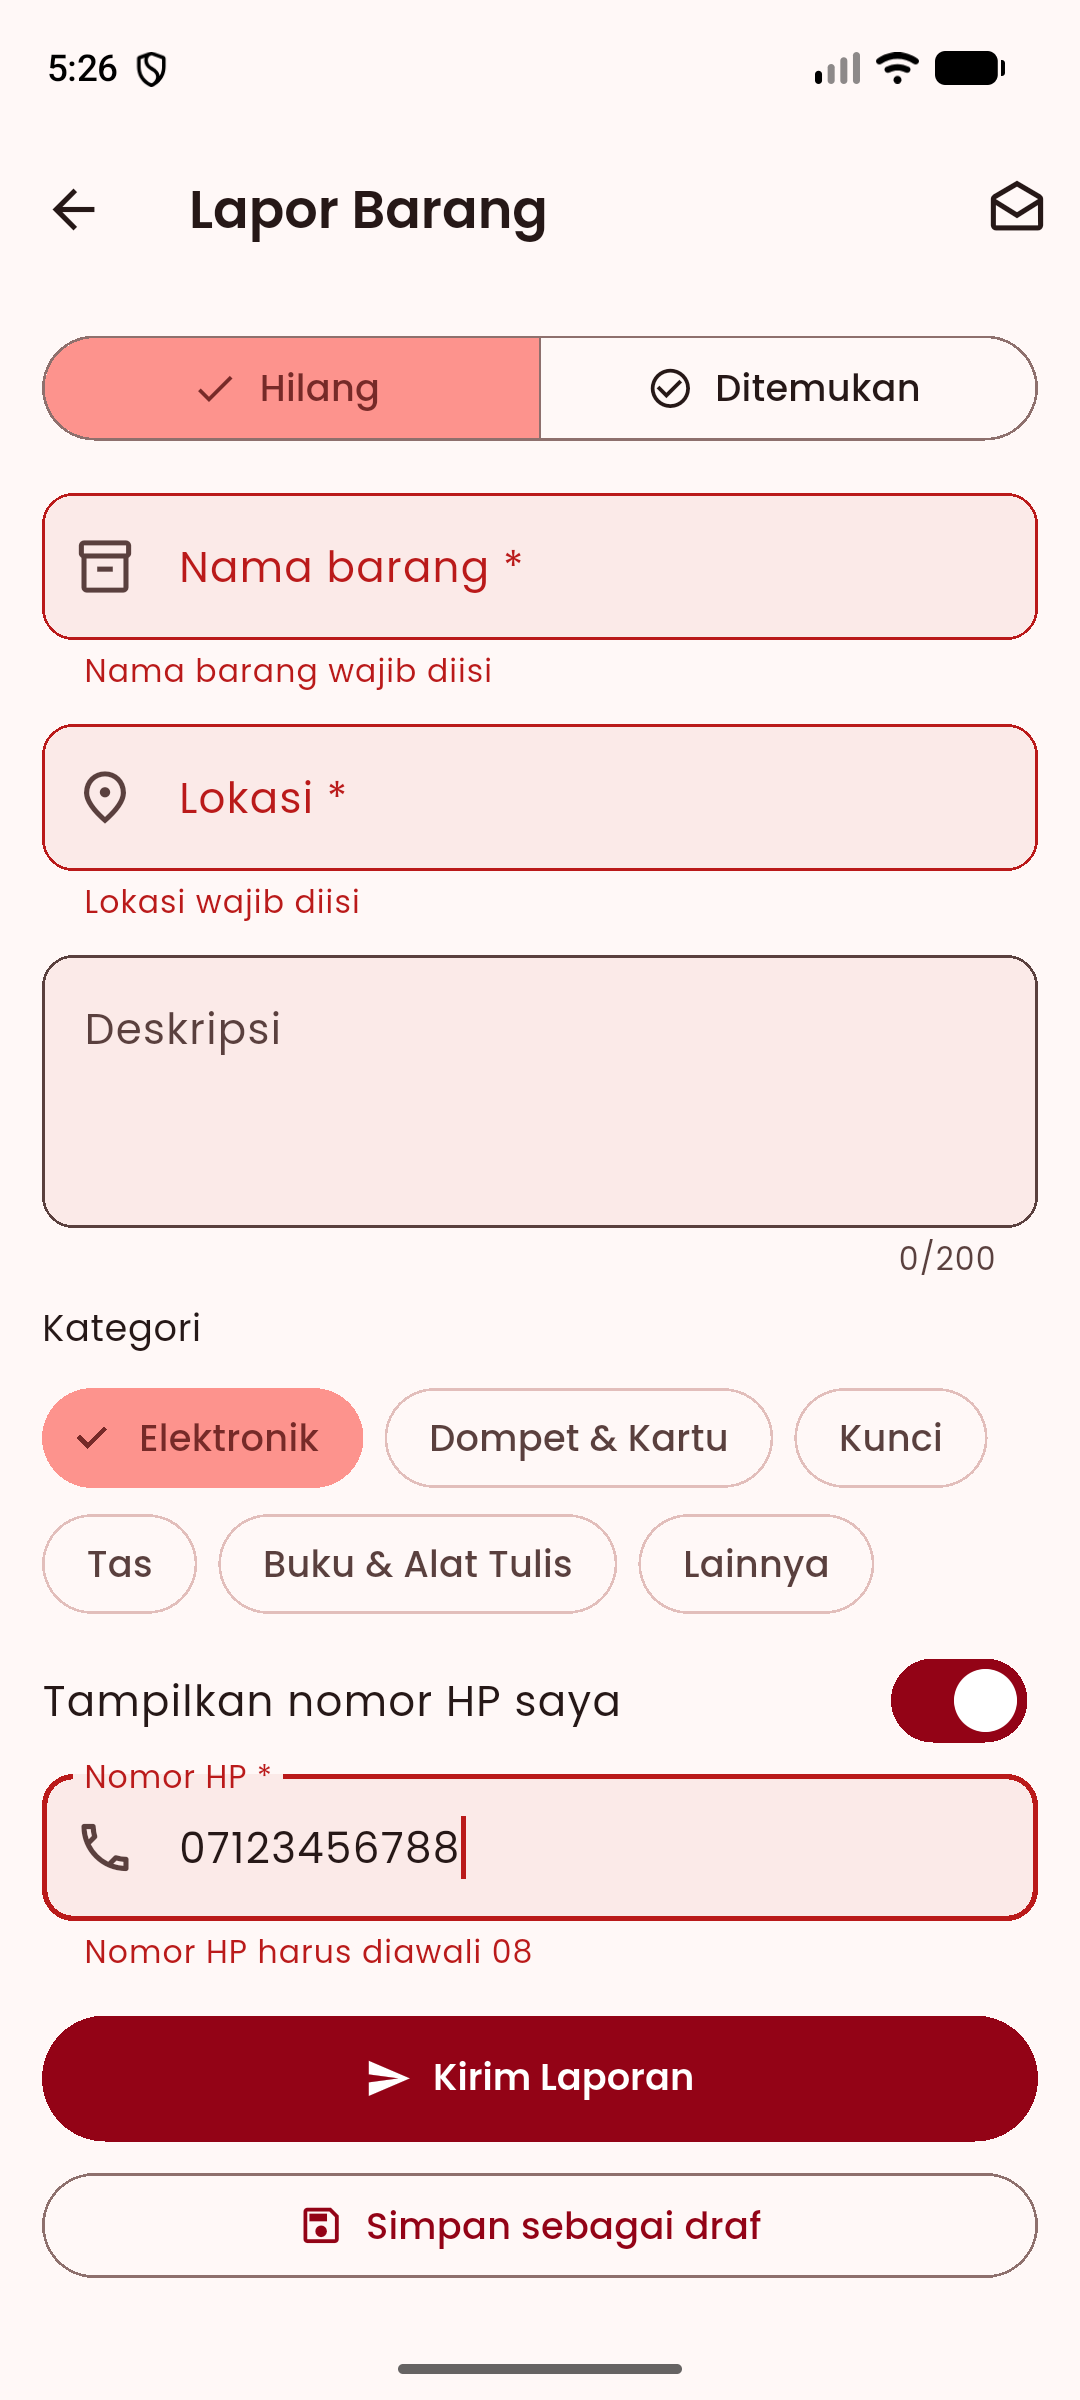 5:26
Lapor Barang
Hilang
Ditemukan
Nama barang *
Nama barang wajib diisi
Lokasi *
Lokasi wajib diisi
Deskripsi
0/200
Kategori
Elektronik
Dompet & Kartu
Kunci
Tas
Buku & Alat Tulis
Lainnya
Tampilkan nomor HP saya
Nomor HP *
07123456788
Nomor HP harus diawali 08
Kirim Laporan
Simpan sebagai draf